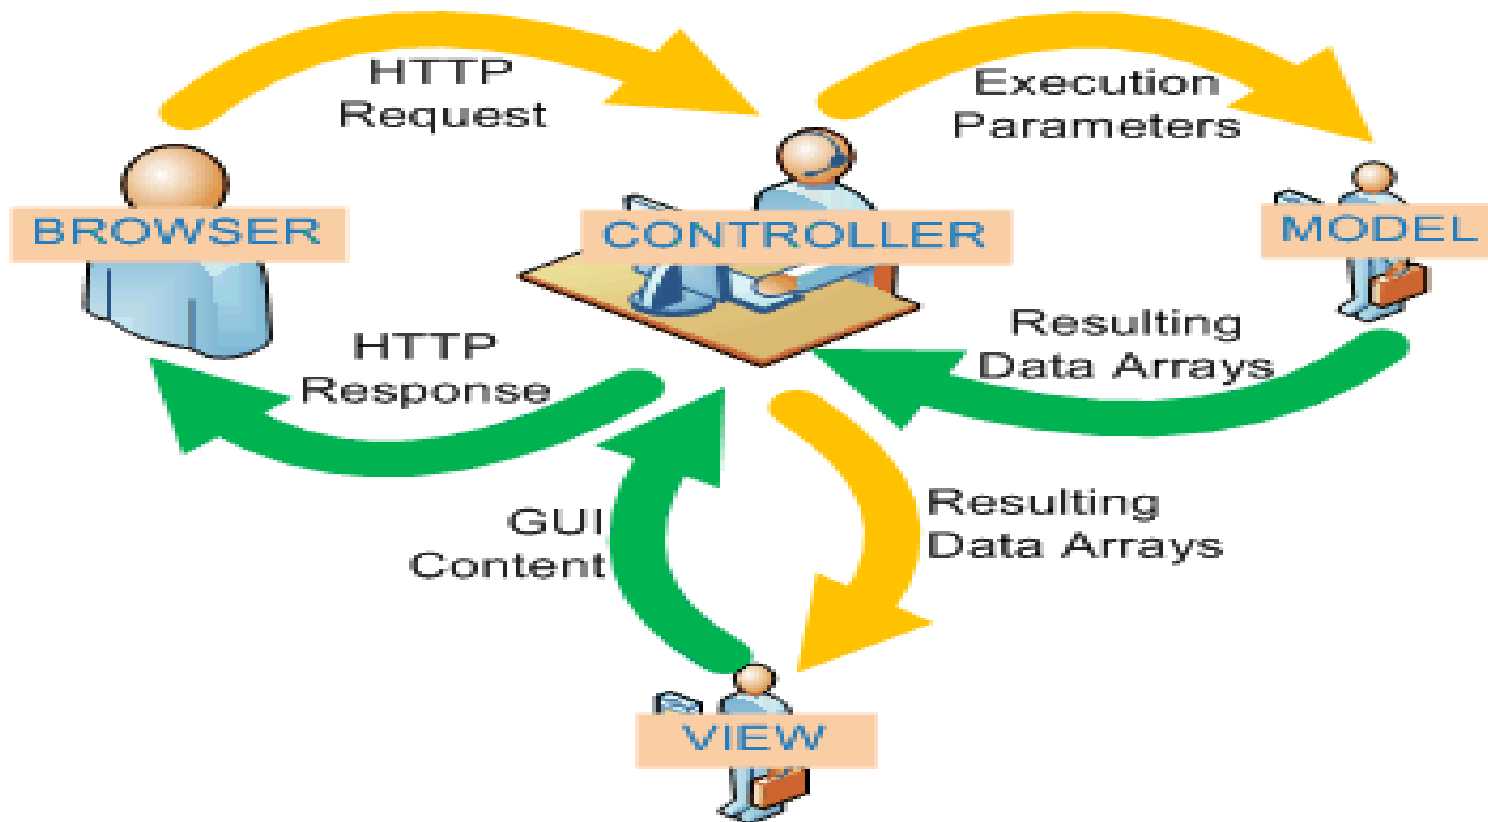 HTTP
Request
Execution
Parameters
BROWSER
CONTROLLER
MODEL
HTTP
Response
Resulting
Data Arrays
GUI
Content
Resulting
Data Arrays
VIEW